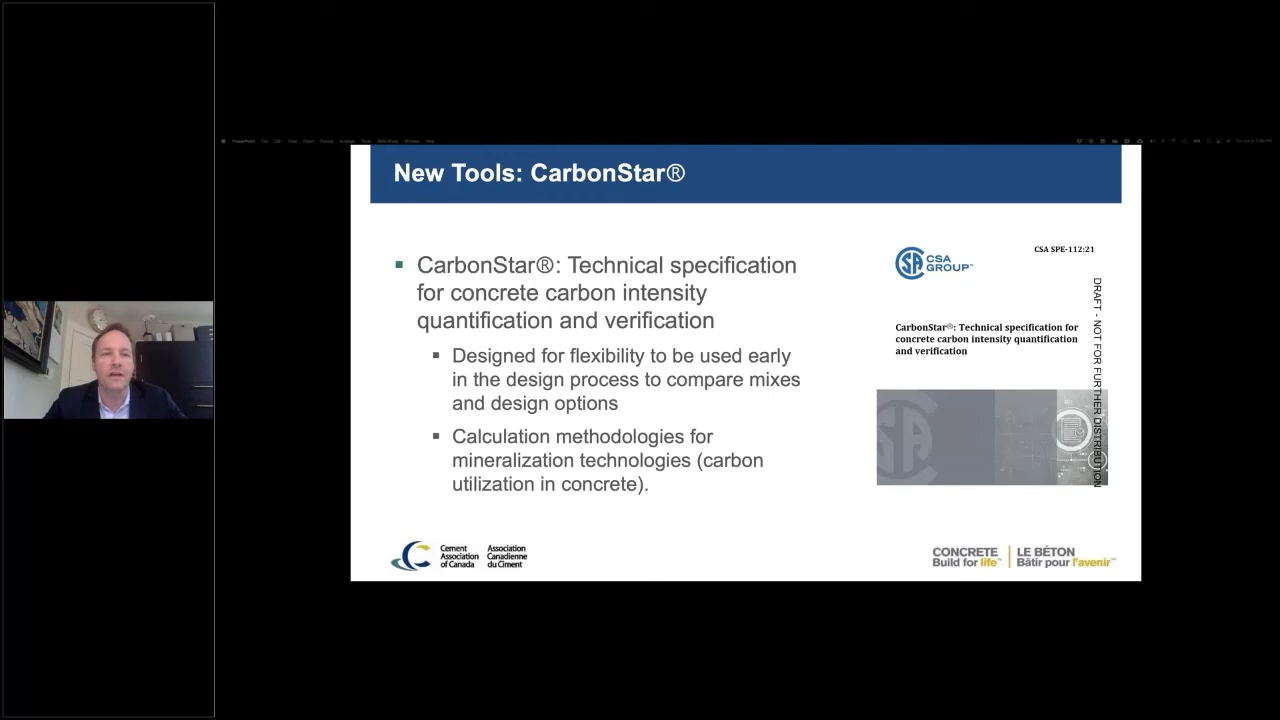 New Tools: CarbonStar®
CarbonStar®: Technical specification
for concrete carbon intensity
quantification and verification
Designed for flexibility to be used early
in the design process to compare mixes
and design options
Calculation methodologies for
mineralization technologies (carbon
utilization in concrete).
CSA
GROUP™
CSA SPE-112:21
CarbonStar®: Technical specification for
concrete carbon intensity quantification
and verification
DRAFT - NOT FOR FURTHER DISTRIBUTION
Cement
Association
of Canada
Association
Canadienne
du Ciment
CONCRETE
Build for life™
LE BÉTON
Bâtir pour l'avenir™